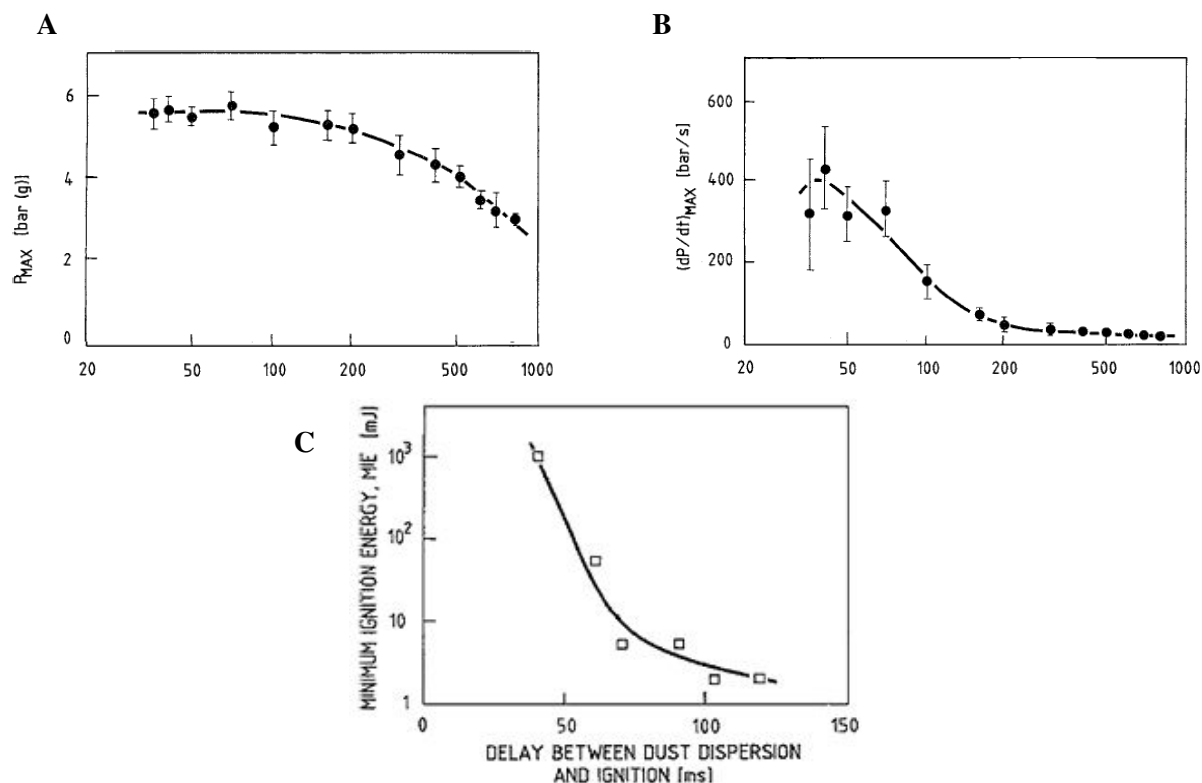 A
P_MAX [bar (g)]
6
4
2
0
20 50 100 200 500 1000
B
(dP/dt)_MAX [bar/s]
600
400
200
0
20 50 100 200 500 1000
C
MINIMUM IGNITION ENERGY, MIE [mJ]
10³
10²
10
1
0 50 100 150
DELAY BETWEEN DUST DISPERSION
AND IGNITION [ms]